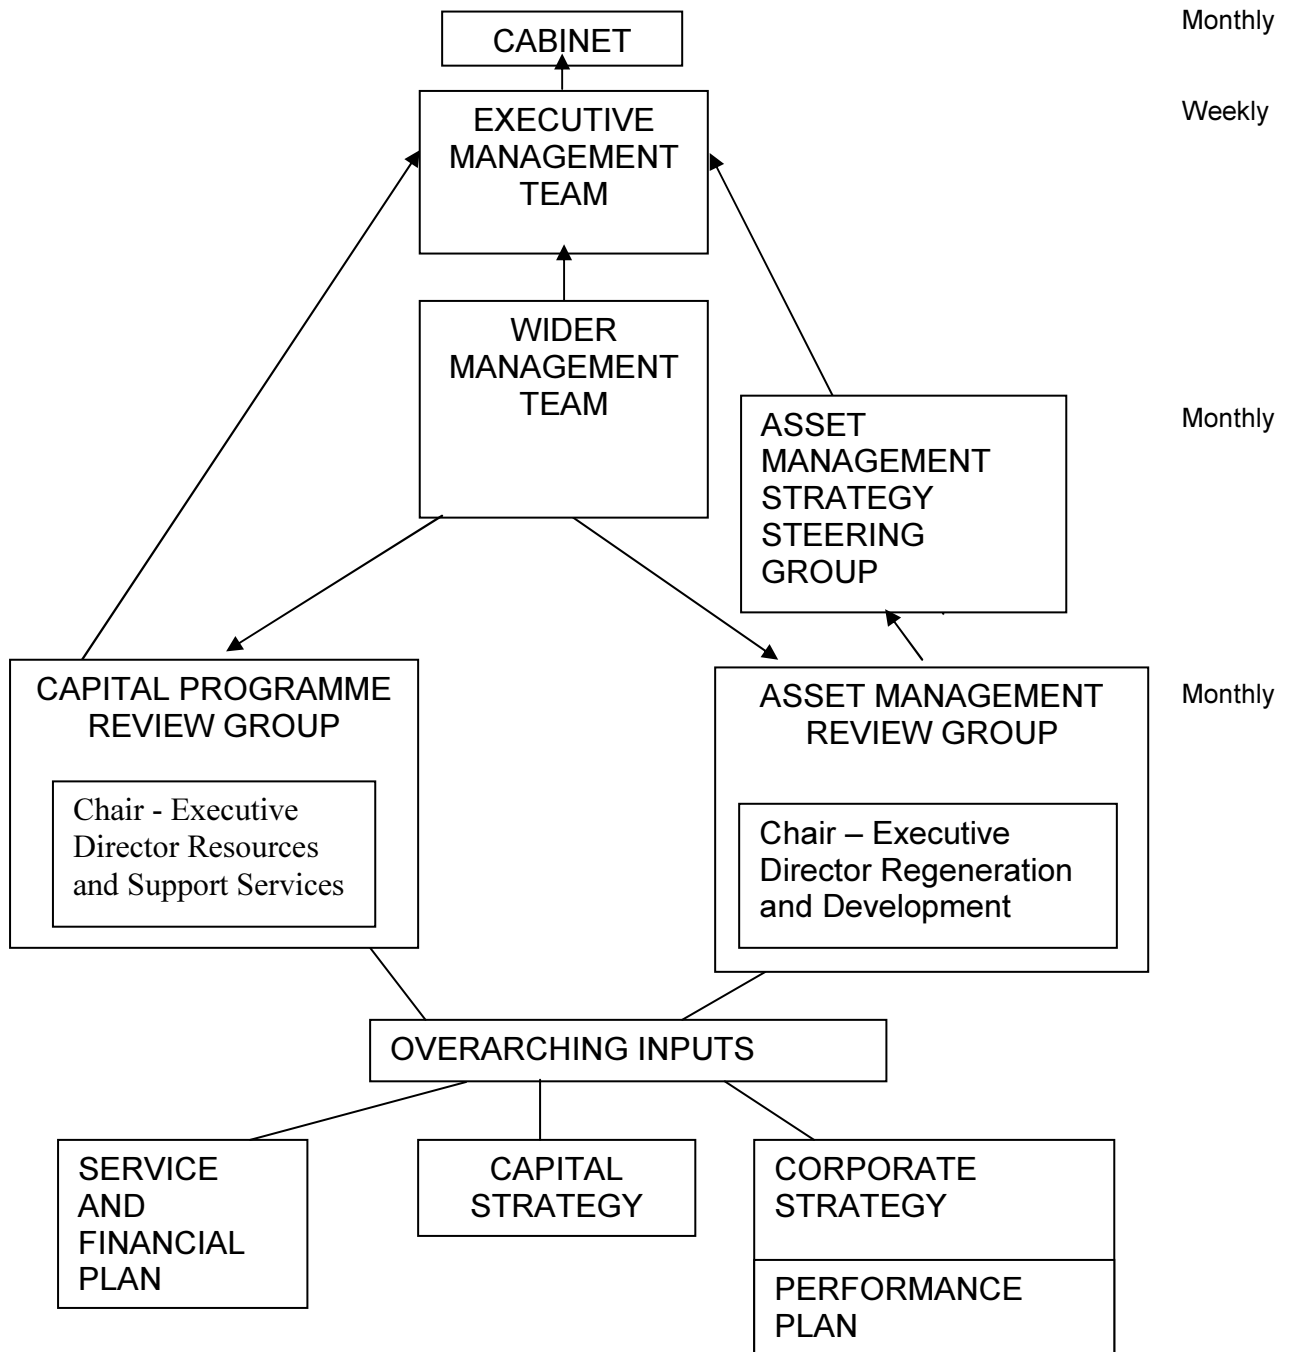 Monthly
CABINET
Weekly
EXECUTIVE
MANAGEMENT
TEAM
WIDER
MANAGEMENT
TEAM
ASSET
MANAGEMENT
STRATEGY
STEERING
GROUP
Monthly
CAPITAL PROGRAMME
REVIEW GROUP
Chair - Executive
Director Resources
and Support Services
ASSET MANAGEMENT
REVIEW GROUP
Chair – Executive
Director Regeneration
and Development
Monthly
OVERARCHING INPUTS
SERVICE
AND
FINANCIAL
PLAN
CAPITAL
STRATEGY
CORPORATE
STRATEGY
PERFORMANCE
PLAN